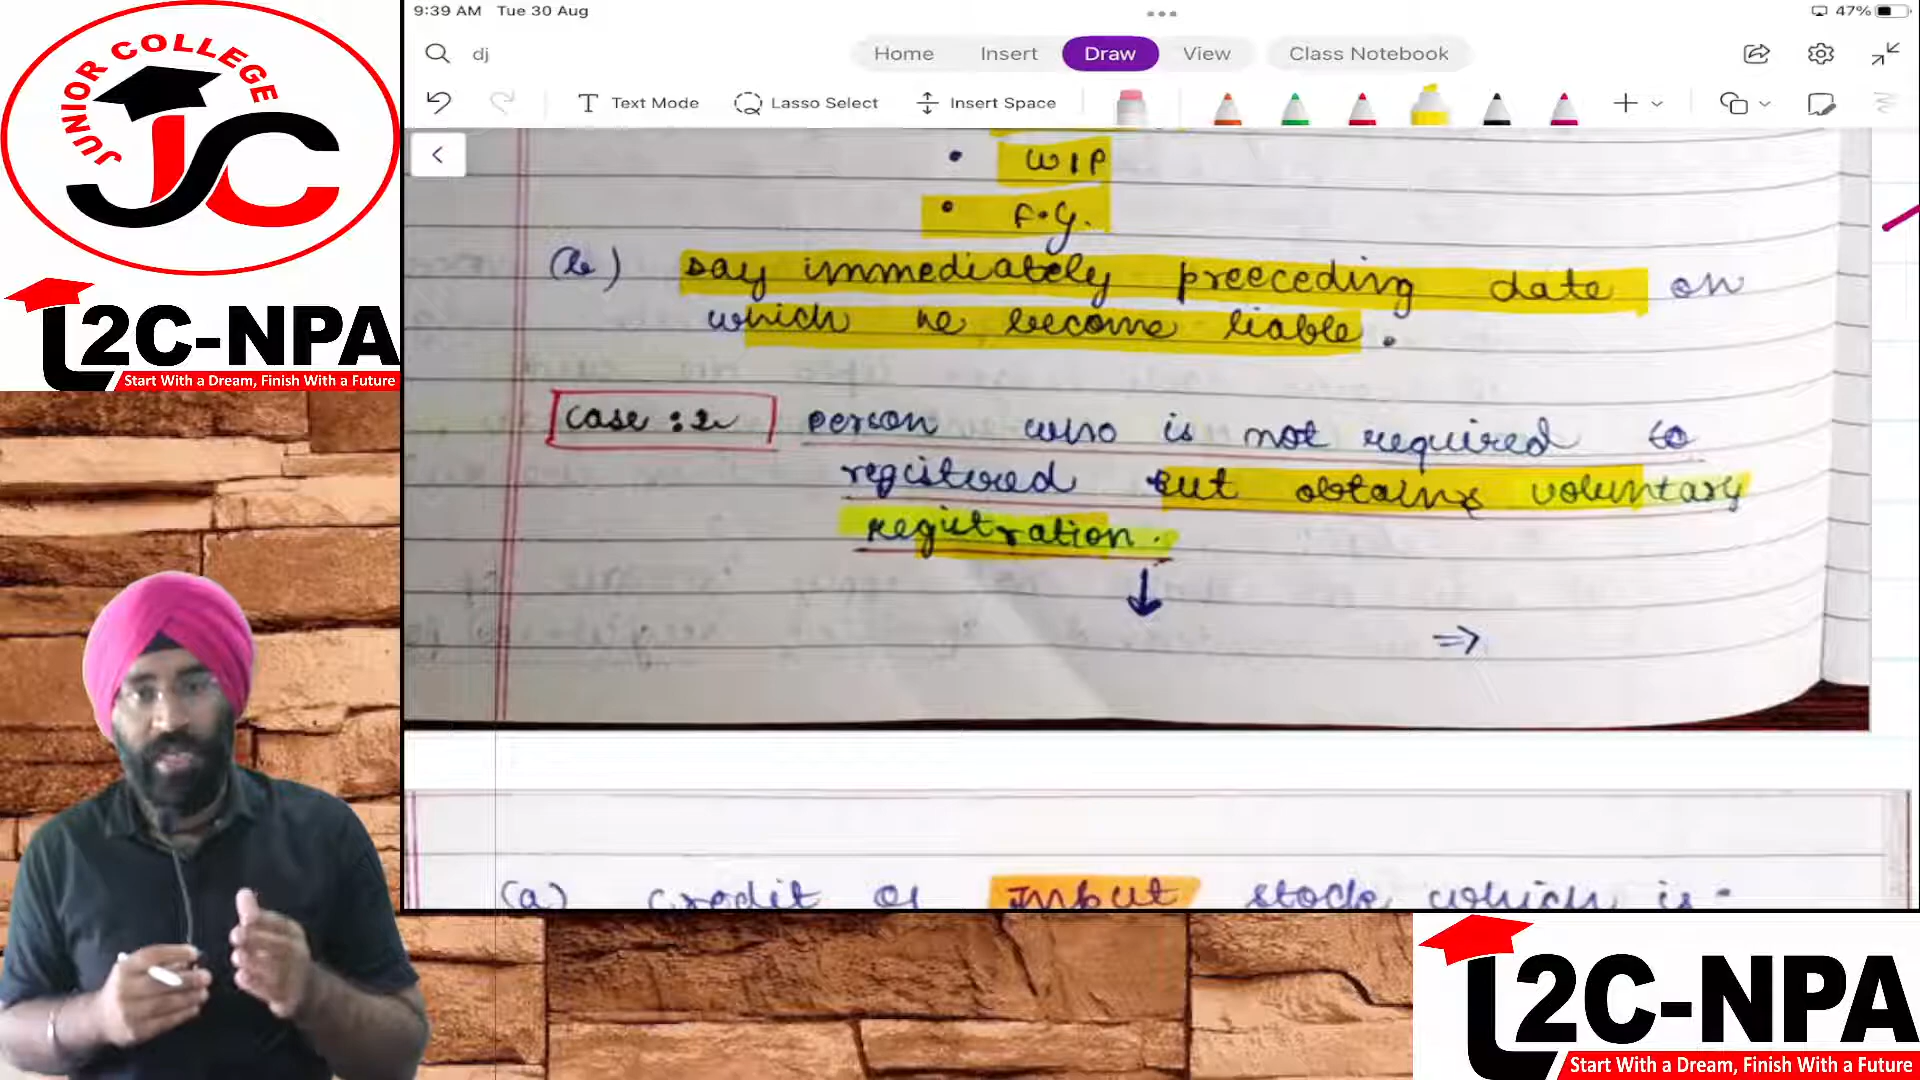 9:39 AM Tue 30 Aug
47%
dj
Home Insert Draw View Class Notebook
Text Mode Lasso Select Insert Space
JUNIOR COLLEGE
JC
L2C-NPA
Start With a Dream, Finish With a Future
• WIP
• F.G.
(b) Day immediately preeceding date on
which he become liable.
Case :2 person who is not required to
registered but obtains voluntary
registration.
(a) credit of Input stock which is -
L2C-NPA
Start With a Dream, Finish With a Future